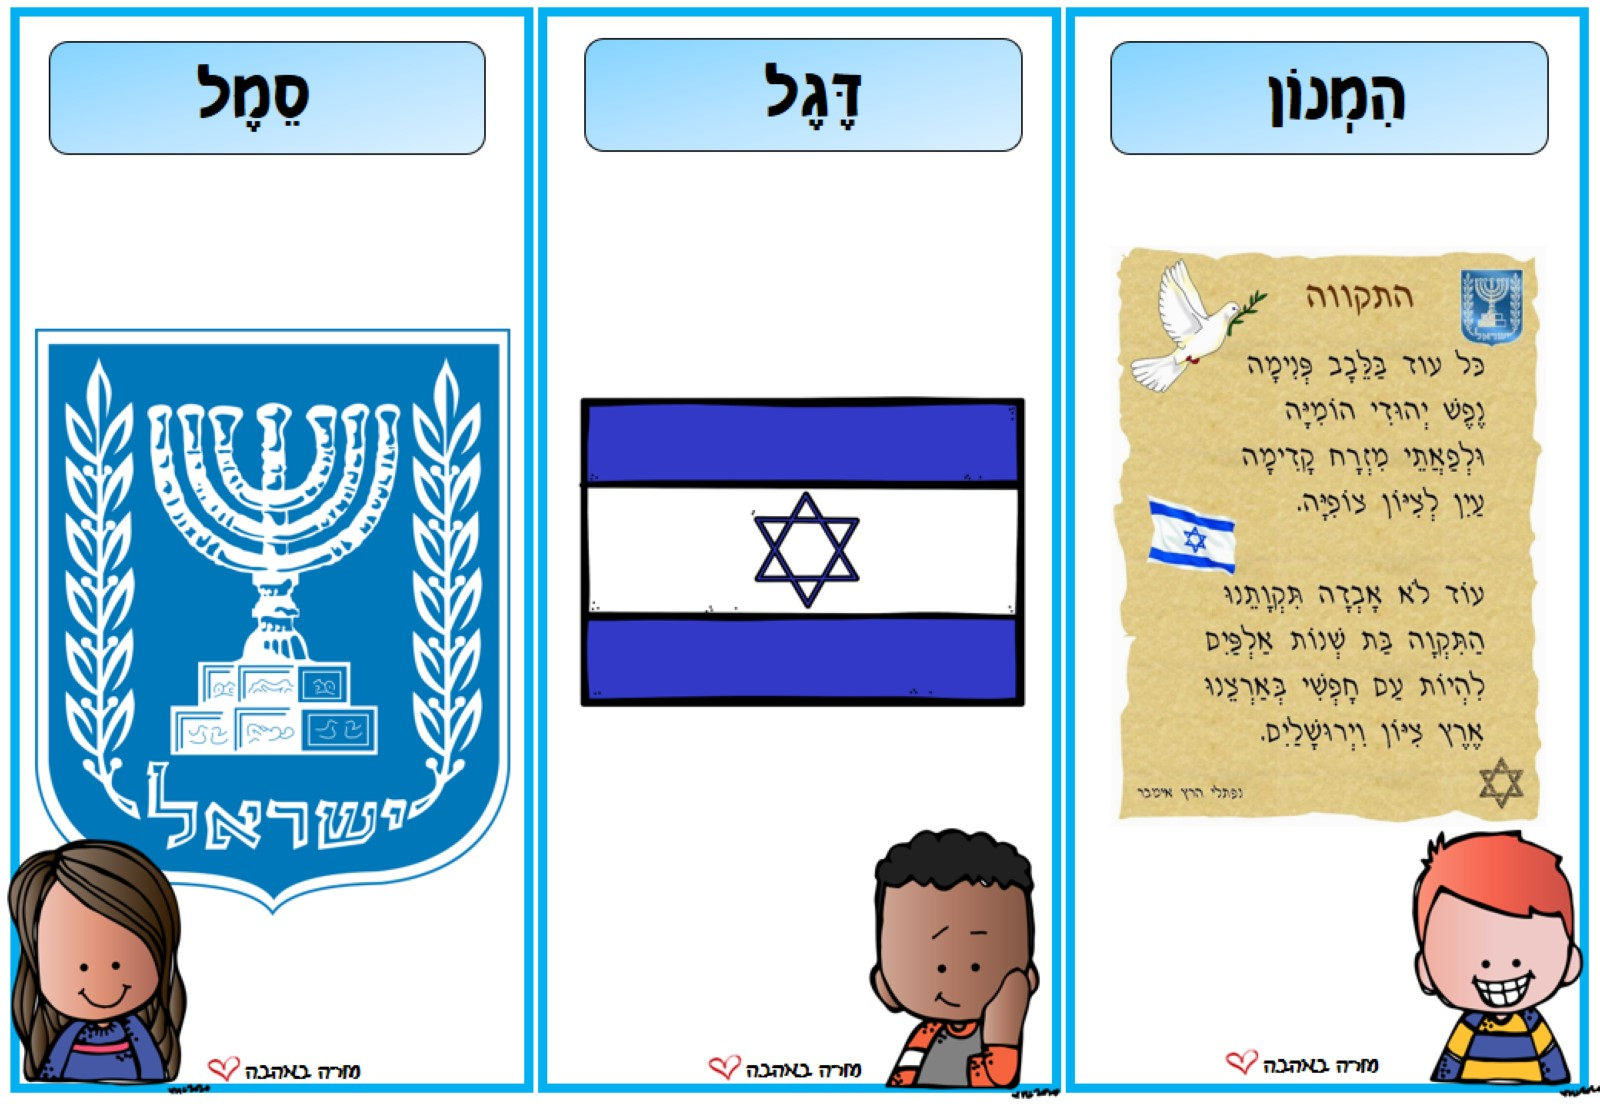 הִמְנוֹן
התקווה
כֹּל עוֹד בַּלֵּבָב פְּנִימָה
נֶפֶשׁ יְהוּדִי הוֹמִיָּה
וּלְפַאֲתֵי מִזְרָח קָדִימָה
עַיִן לְצִיּוֹן צוֹפִיָּה.
עוֹד לֹא אָבְדָה תִּקְוָתֵנוּ
הַתִּקְוָה בַּת שְׁנוֹת אַלְפַּיִם
לִהְיוֹת עַם חָפְשִׁי בְּאַרְצֵנוּ
אֶרֶץ צִיּוֹן וִירוּשָׁלַיִם.
נפתלי הרץ אימבר
מורה באהבה
דֶּגֶל
מורה באהבה
סֵמֶל
ישראל
מורה באהבה